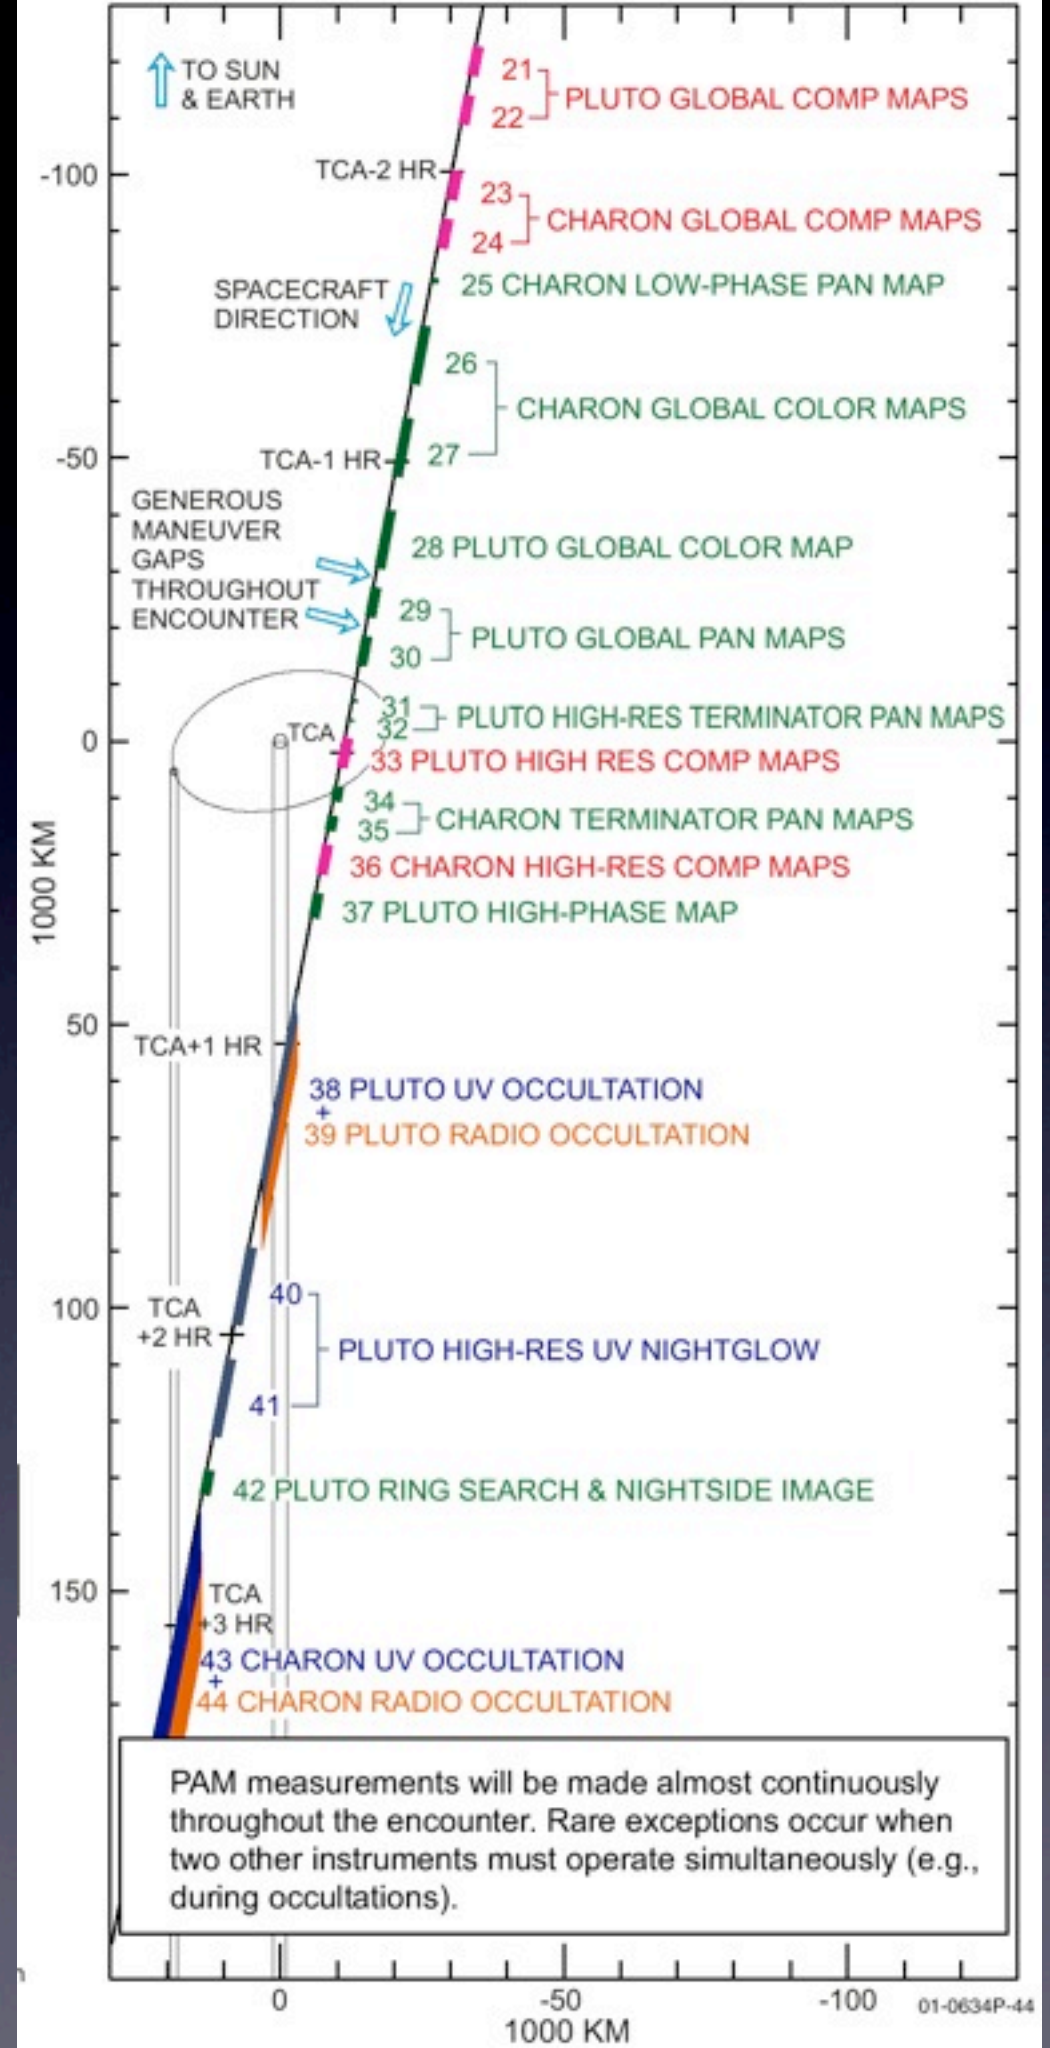 TO SUN
& EARTH
21
22
PLUTO GLOBAL COMP MAPS
TCA-2 HR
-100
23
24
CHARON GLOBAL COMP MAPS
SPACECRAFT
DIRECTION
25 CHARON LOW-PHASE PAN MAP
26
27
CHARON GLOBAL COLOR MAPS
TCA-1 HR
-50
GENEROUS
MANEUVER
GAPS
THROUGHOUT
ENCOUNTER
28 PLUTO GLOBAL COLOR MAP
29
30
PLUTO GLOBAL PAN MAPS
31
32
PLUTO HIGH-RES TERMINATOR PAN MAPS
TCA
0
33 PLUTO HIGH RES COMP MAPS
34
35
CHARON TERMINATOR PAN MAPS
36 CHARON HIGH-RES COMP MAPS
1000 KM
37 PLUTO HIGH-PHASE MAP
50
TCA+1 HR
38 PLUTO UV OCCULTATION
+
39 PLUTO RADIO OCCULTATION
100
TCA
+2 HR
40
41
PLUTO HIGH-RES UV NIGHTGLOW
42 PLUTO RING SEARCH & NIGHTSIDE IMAGE
150
TCA
+3 HR
43 CHARON UV OCCULTATION
+
44 CHARON RADIO OCCULTATION
PAM measurements will be made almost continuously
throughout the encounter. Rare exceptions occur when
two other instruments must operate simultaneously (e.g.,
during occultations).
0
-50
-100
01-0634P-44
1000 KM